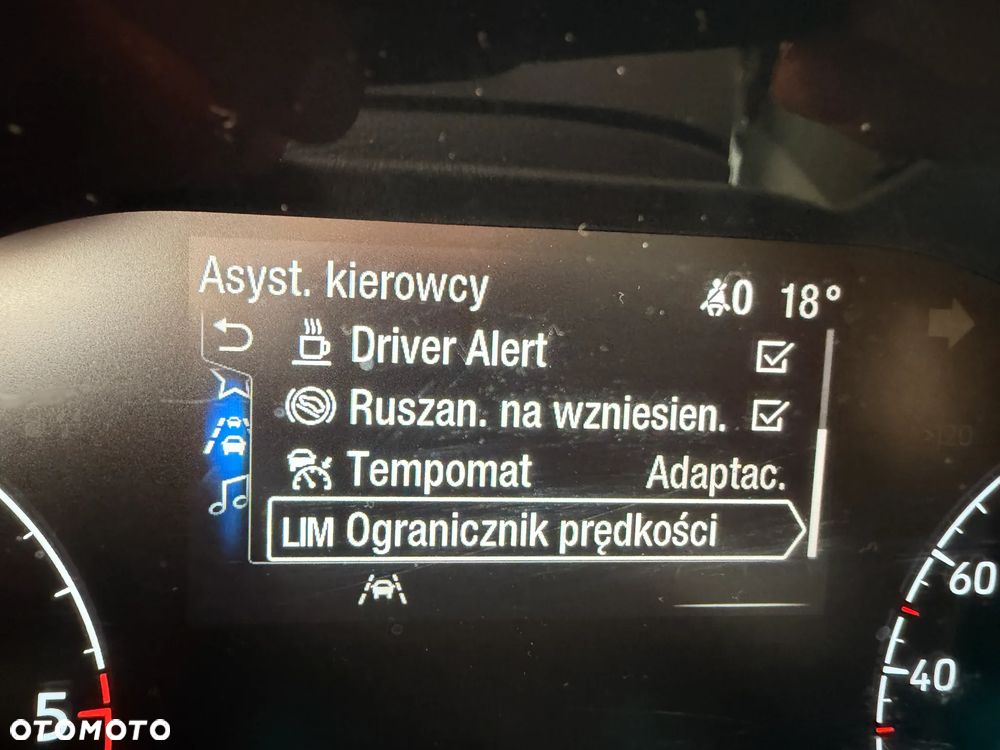 Asyst. kierowcy 0 18°
Driver Alert
Ruszan. na wzniesien.
Tempomat Adaptac.
LIM Ogranicznik prędkości
60
40
5
OTOMOTO